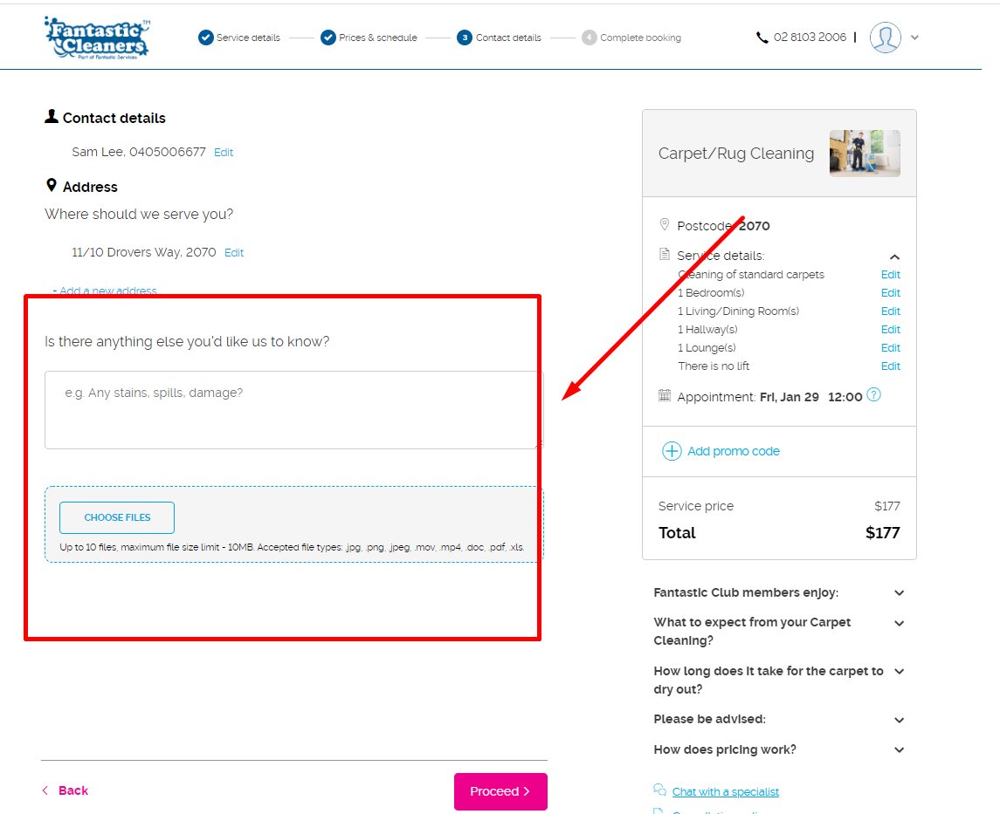 Fantastic™
Cleaners
Part of Fantastic Services
Service details
Prices & schedule
3 Contact details
4 Complete booking
02 8103 2006 |
Contact details
Sam Lee, 0405006677 Edit
Address
Where should we serve you?
11/10 Drovers Way, 2070 Edit
+ Add a new address
Is there anything else you'd like us to know?
e.g. Any stains, spills, damage?
CHOOSE FILES
Up to 10 files, maximum file size limit - 10MB. Accepted file types: .jpg, .png, .jpeg, .mov, .mp4, .doc, .pdf, .xls.
Back
Proceed
Carpet/Rug Cleaning
Postcode: 2070
Service details:
Cleaning of standard carpets Edit
1 Bedroom(s) Edit
1 Living/Dining Room(s) Edit
1 Hallway(s) Edit
1 Lounge(s) Edit
There is no lift Edit
Appointment: Fri, Jan 29 12:00 ?
Add promo code
Service price $177
Total $177
Fantastic Club members enjoy:
What to expect from your Carpet
Cleaning?
How long does it take for the carpet to
dry out?
Please be advised:
How does pricing work?
Chat with a specialist